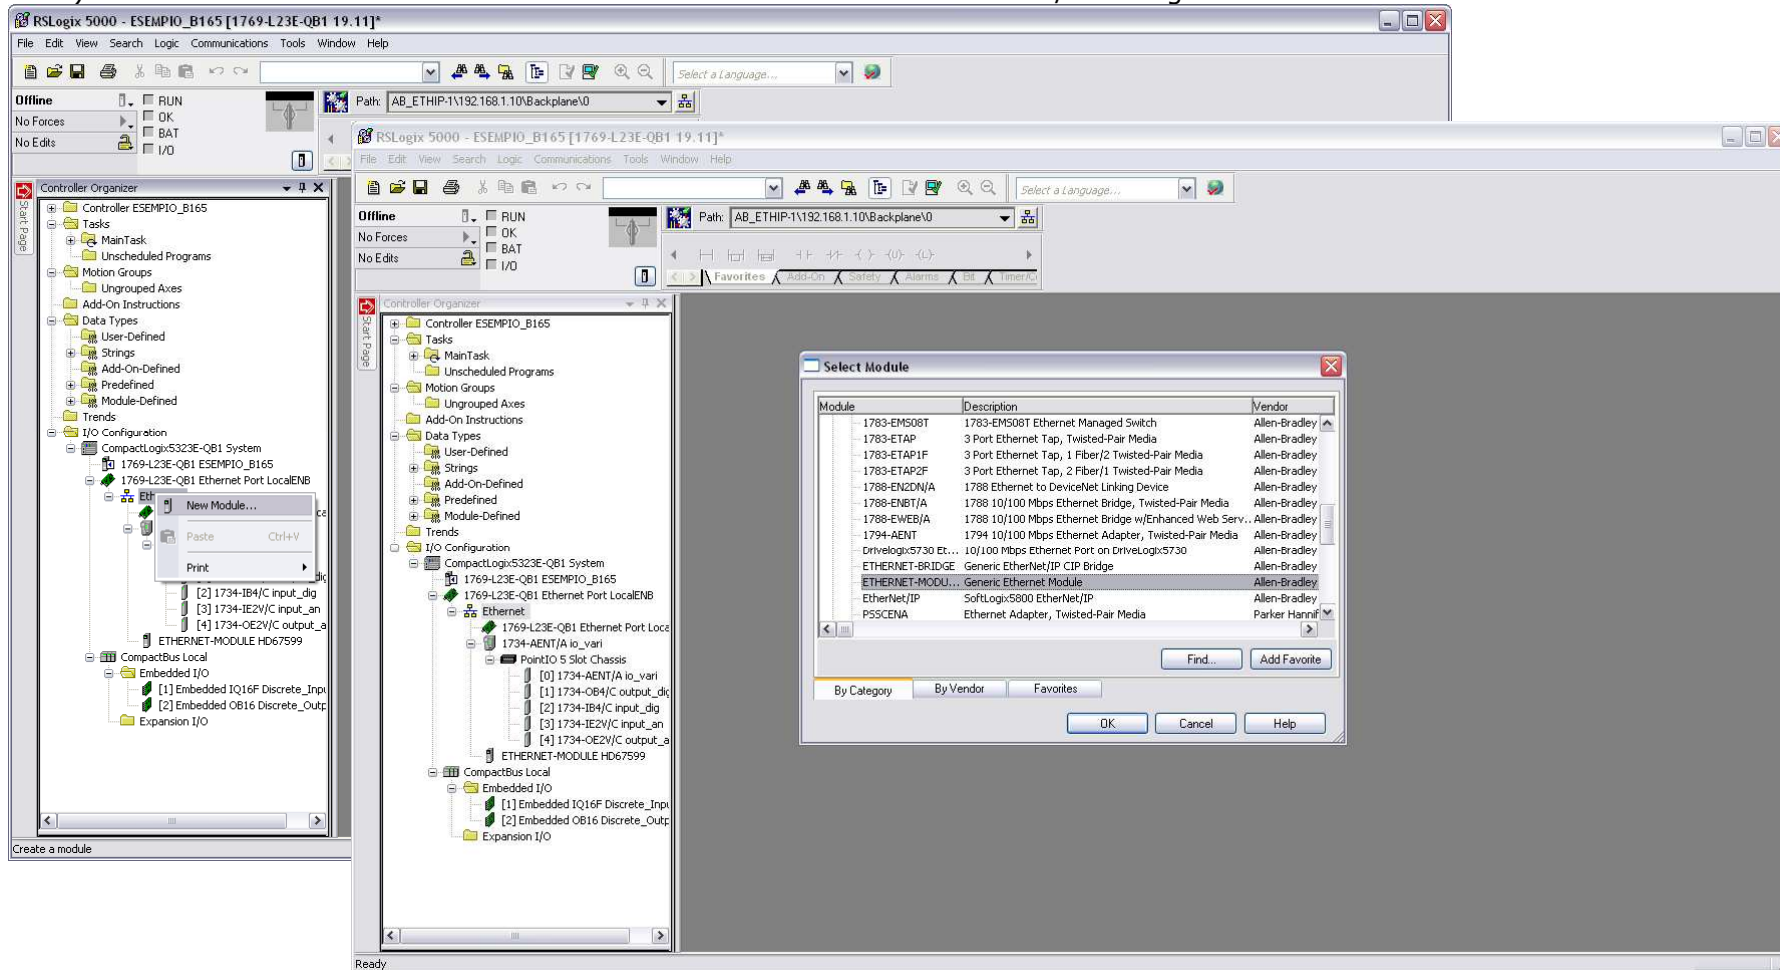 RSLogix 5000 - ESEMPIO_B165 [1769-L23E-QB1 19.11]*
File Edit View Search Logic Communications Tools Window Help
Select a Language...
Offline
RUN
Path: AB_ETHIP-1\192.168.1.10\Backplane\0
No Forces
OK
BAT
No Edits
I/O
Controller Organizer
Start Page
Controller ESEMPIO_B165
Tasks
MainTask
Unscheduled Programs
Motion Groups
Ungrouped Axes
Add-On Instructions
Data Types
User-Defined
Strings
Add-On-Defined
Predefined
Module-Defined
Trends
I/O Configuration
CompactLogix5323E-QB1 System
1769-L23E-QB1 ESEMPIO_B165
1769-L23E-QB1 Ethernet Port LocalENB
Eth
New Module...
Paste Ctrl+V
Print
[2] 1734-IB4/C input_dig
[3] 1734-IE2V/C input_an
[4] 1734-OE2V/C output_a
ETHERNET-MODULE HD67599
CompactBus Local
Embedded I/O
[1] Embedded IQ16F Discrete_Inpu
[2] Embedded OB16 Discrete_Outp
Expansion I/O
Create a module
RSLogix 5000 - ESEMPIO_B165 [1769-L23E-QB1 19.11]*
File Edit View Search Logic Communications Tools Window Help
Select a Language...
Offline
RUN
Path: AB_ETHIP-1\192.168.1.10\Backplane\0
No Forces
OK
BAT
No Edits
I/O
Favorites Add-On Safety Alarms Bit Timer/C
Controller Organizer
Start Page
Controller ESEMPIO_B165
Tasks
MainTask
Unscheduled Programs
Motion Groups
Ungrouped Axes
Add-On Instructions
Data Types
User-Defined
Strings
Add-On-Defined
Predefined
Module-Defined
Trends
I/O Configuration
CompactLogix5323E-QB1 System
1769-L23E-QB1 ESEMPIO_B165
1769-L23E-QB1 Ethernet Port LocalENB
Ethernet
1769-L23E-QB1 Ethernet Port Loca
1734-AENT/A io_vari
PointIO 5 Slot Chassis
[0] 1734-AENT/A io_vari
[1] 1734-OB4/C output_dig
[2] 1734-IB4/C input_dig
[3] 1734-IE2V/C input_an
[4] 1734-OE2V/C output_a
ETHERNET-MODULE HD67599
CompactBus Local
Embedded I/O
[1] Embedded IQ16F Discrete_Inpu
[2] Embedded OB16 Discrete_Outp
Expansion I/O
Ready
Select Module
Module Description Vendor
1783-EMS08T 1783-EMS08T Ethernet Managed Switch Allen-Bradley
1783-ETAP 3 Port Ethernet Tap, Twisted-Pair Media Allen-Bradley
1783-ETAP1F 3 Port Ethernet Tap, 1 Fiber/2 Twisted-Pair Media Allen-Bradley
1783-ETAP2F 3 Port Ethernet Tap, 2 Fiber/1 Twisted-Pair Media Allen-Bradley
1788-EN2DN/A 1788 Ethernet to DeviceNet Linking Device Allen-Bradley
1788-ENBT/A 1788 10/100 Mbps Ethernet Bridge, Twisted-Pair Media Allen-Bradley
1788-EWEB/A 1788 10/100 Mbps Ethernet Bridge w/Enhanced Web Serv... Allen-Bradley
1794-AENT 1794 10/100 Mbps Ethernet Adapter, Twisted-Pair Media Allen-Bradley
DriveLogix5730 Et... 10/100 Mbps Ethernet Port on DriveLogix5730 Allen-Bradley
ETHERNET-BRIDGE Generic EtherNet/IP CIP Bridge Allen-Bradley
ETHERNET-MODU... Generic Ethernet Module Allen-Bradley
EtherNet/IP SoftLogix5800 EtherNet/IP Allen-Bradley
PSSCENA Ethernet Adapter, Twisted-Pair Media Parker Hannif
Find... Add Favorite
By Category By Vendor Favorites
OK Cancel Help